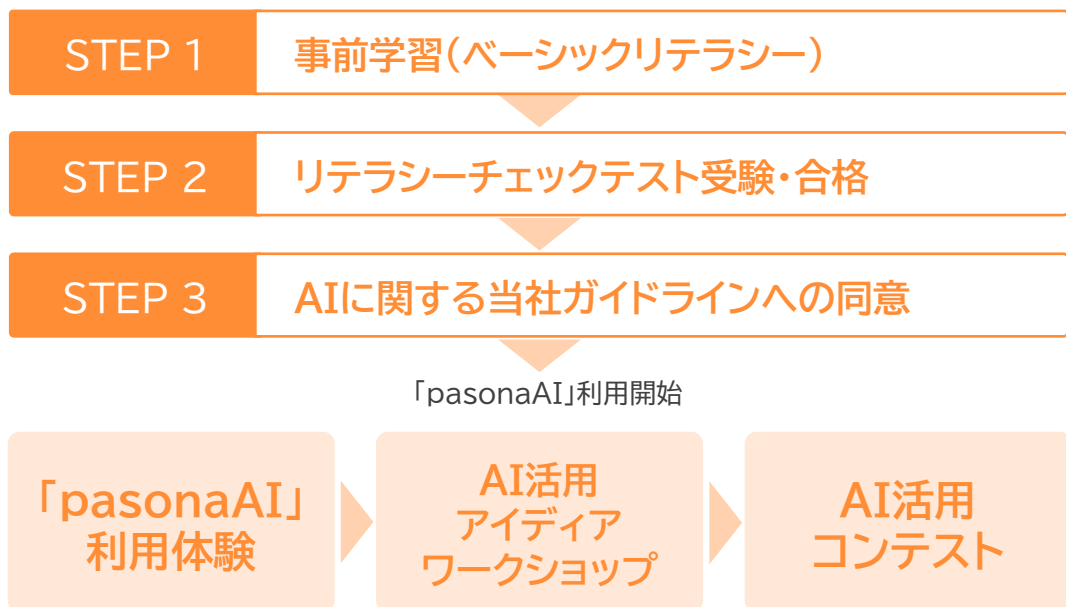 STEP 1
事前学習(ベーシックリテラシー)
STEP 2
リテラシーチェックテスト受験・合格
STEP 3
AIに関する当社ガイドラインへの同意
「pasonaAI」利用開始
「pasonaAI」
利用体験
AI活用
アイディア
ワークショップ
AI活用
コンテスト